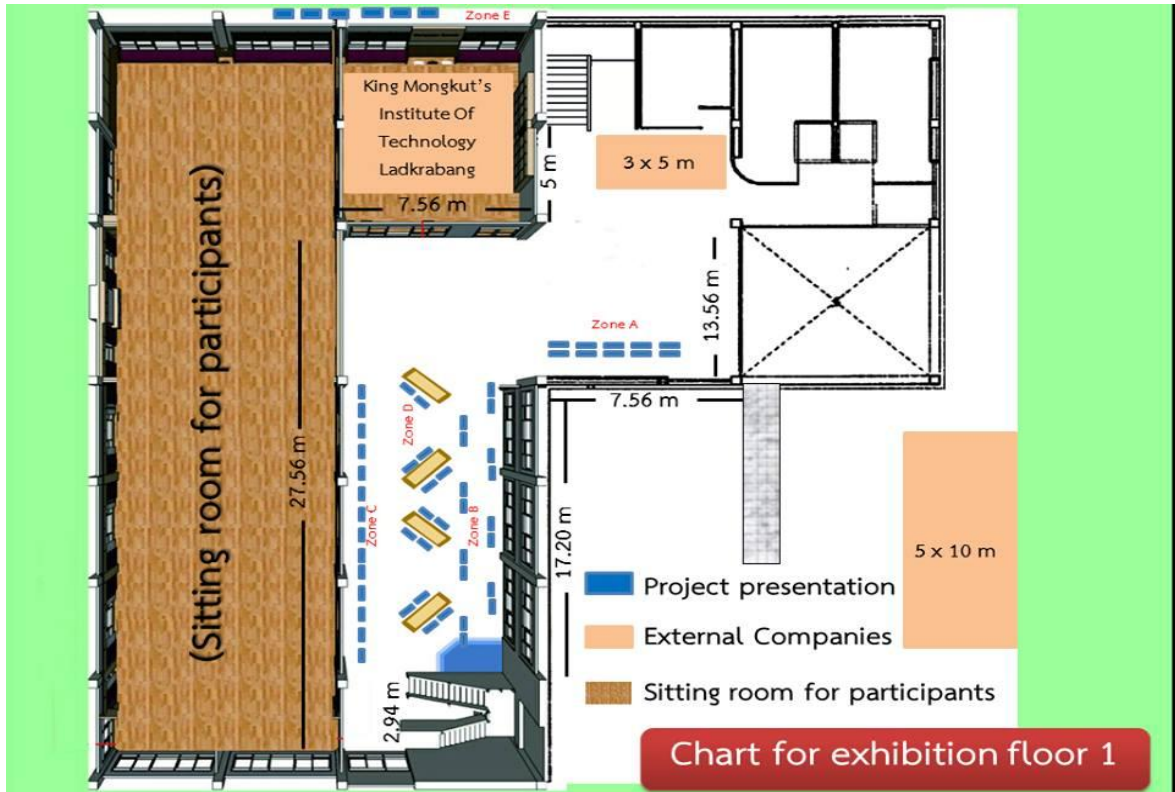 Zone E
King Mongkut's
Institute Of
Technology
Ladkrabang
7.56 m
5 m
3 x 5 m
(Sitting room for participants)
27.56 m
13.56 m
Zone A
7.56 m
Zone D
Zone C
Zone B
17.20 m
5 x 10 m
2.94 m
Project presentation
External Companies
Sitting room for participants
Chart for exhibition floor 1